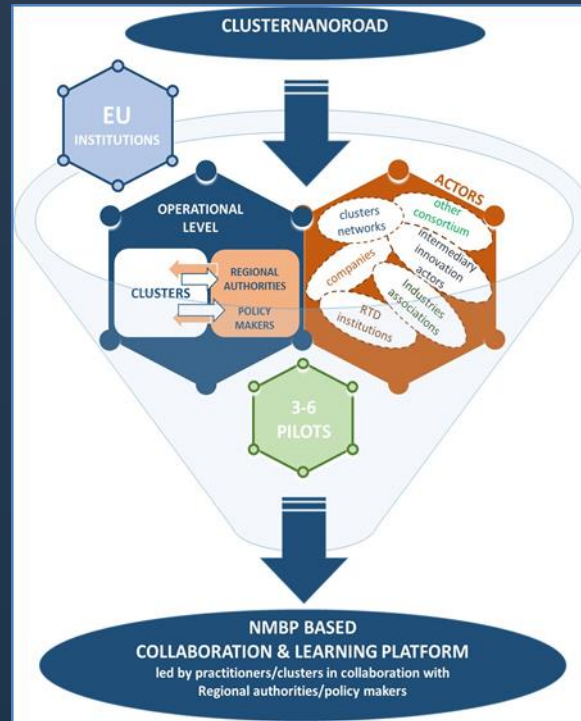 CLUSTERNANOROAD
EU
INSTITUTIONS
OPERATIONAL
LEVEL
CLUSTERS
REGIONAL
AUTHORITIES
POLICY
MAKERS
ACTORS
clusters
networks
other
consortium
companies
intermediary
innovation
actors
RTD
institutions
Industries
associations
3-6
PILOTS
NMBP BASED
COLLABORATION & LEARNING PLATFORM
led by practitioners/clusters in collaboration with
Regional authorities/policy makers